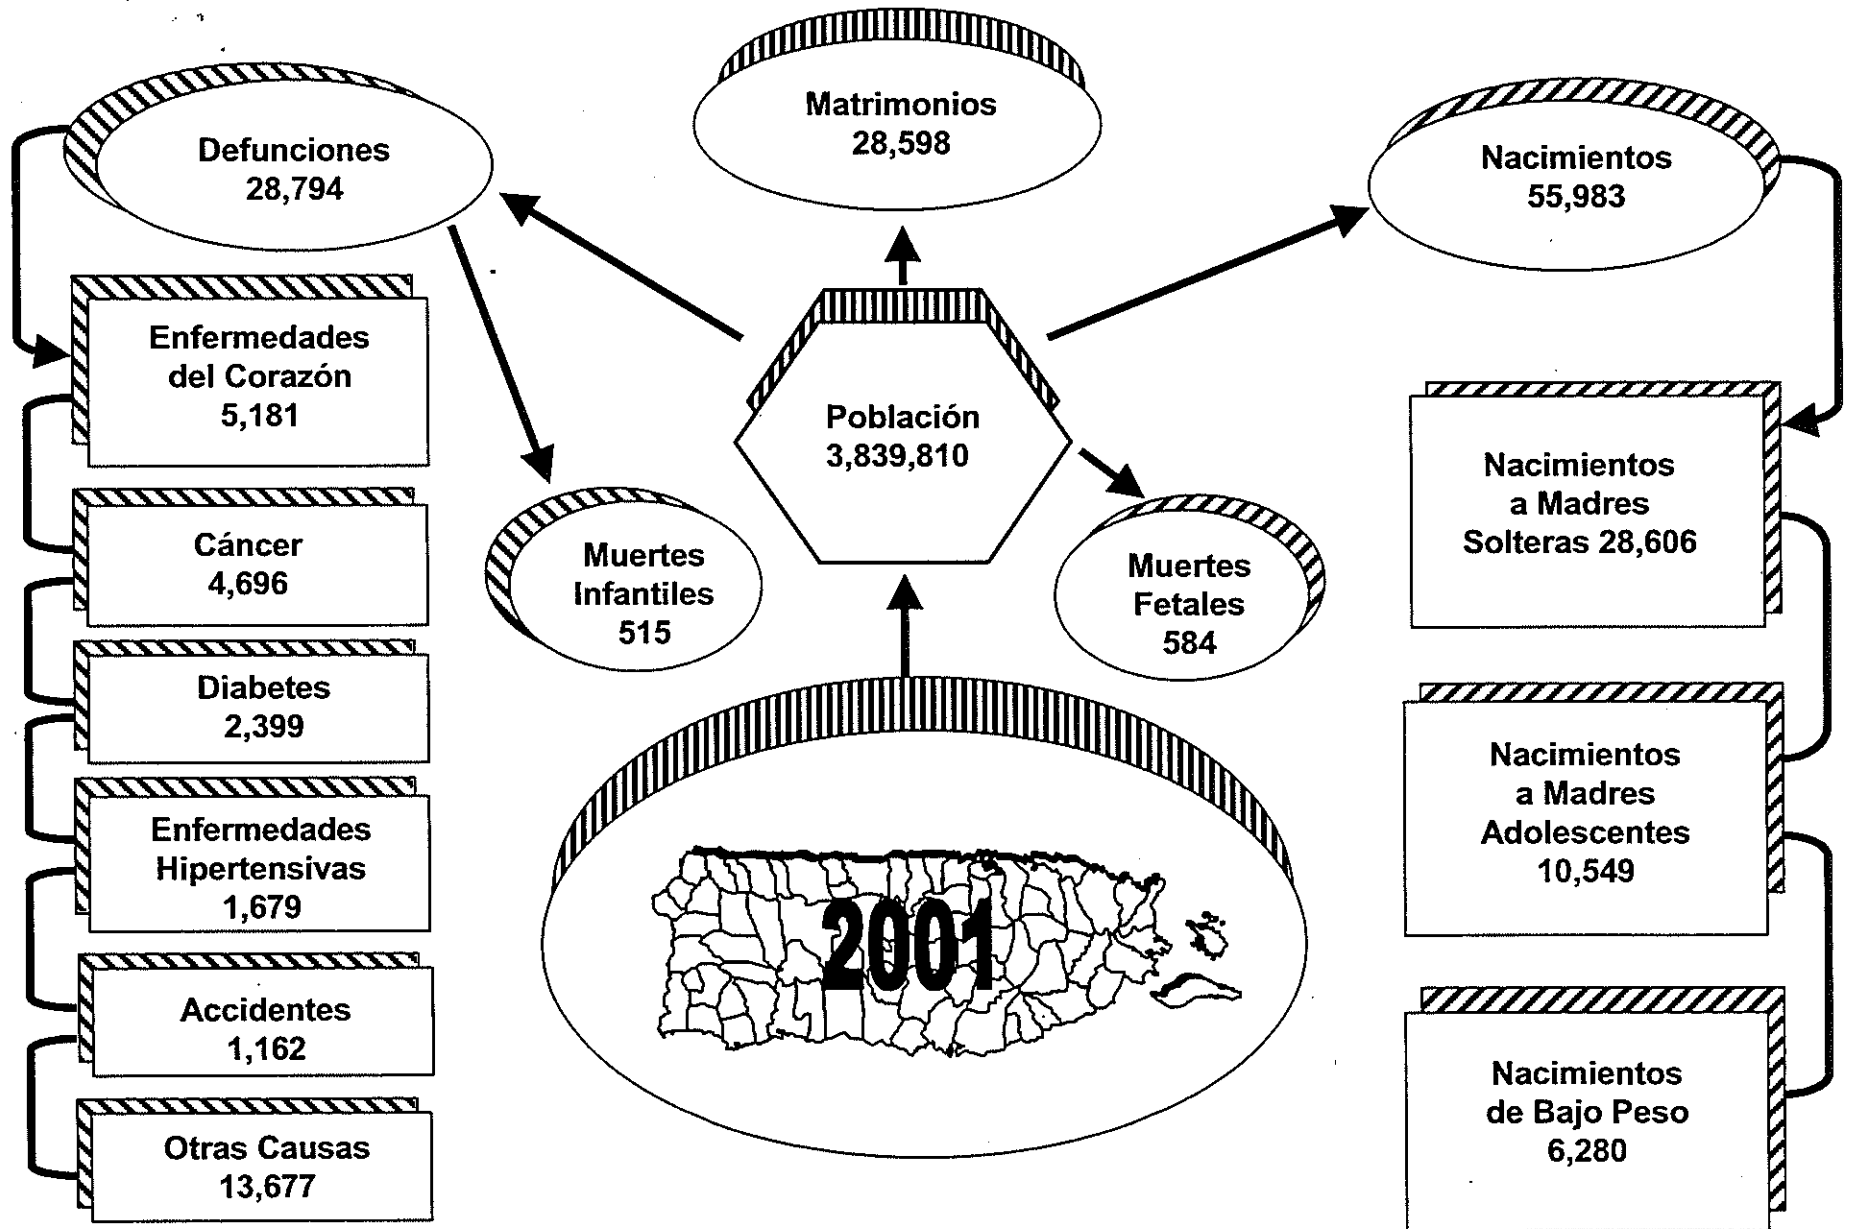 Matrimonios
28,598
Defunciones
28,794
Nacimientos
55,983
Enfermedades
del Corazón
5,181
Población
3,839,810
Nacimientos
a Madres
Solteras 28,606
Cáncer
4,696
Muertes
Infantiles
515
Muertes
Fetales
584
Diabetes
2,399
Enfermedades
Hipertensivas
1,679
Nacimientos
a Madres
Adolescentes
10,549
2001
Accidentes
1,162
Otras Causas
13,677
Nacimientos
de Bajo Peso
6,280